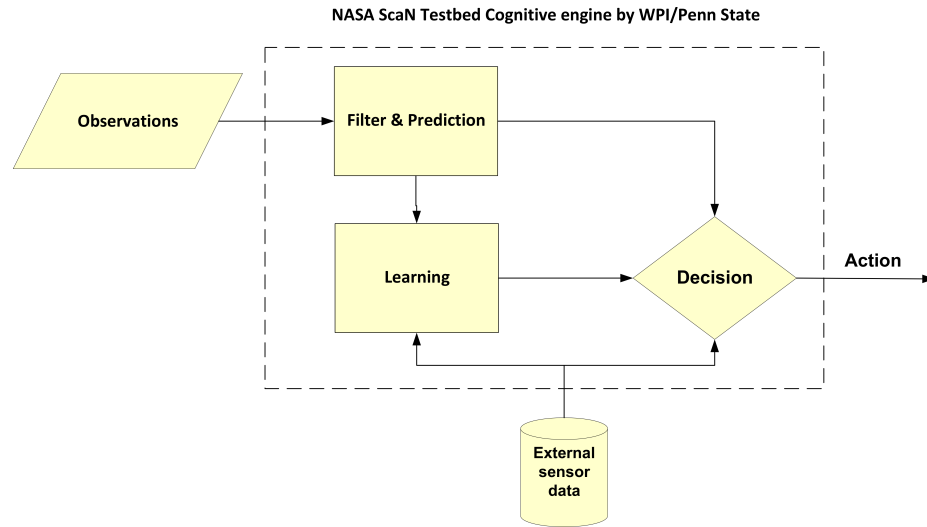 NASA ScaN Testbed Cognitive engine by WPI/Penn State
Observations
Filter & Prediction
Learning
Decision
Action
External
sensor
data